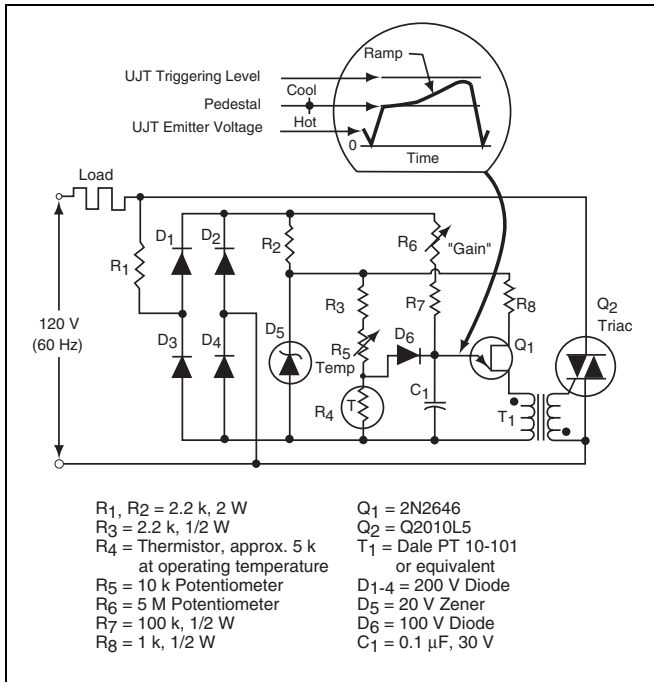 Ramp
UJT Triggering Level
Cool
Pedestal
Hot
UJT Emitter Voltage
0
Time
Load
D1
D2
R2
R6
"Gain"
R1
R3
R7
R8
Q2
Triac
120 V
(60 Hz)
D3
D4
D5
R5
Temp
D6
Q1
R4
T
C1
T1
R1, R2 = 2.2 k, 2 W
R3 = 2.2 k, 1/2 W
R4 = Thermistor, approx. 5 k
at operating temperature
R5 = 10 k Potentiometer
R6 = 5 M Potentiometer
R7 = 100 k, 1/2 W
R8 = 1 k, 1/2 W
Q1 = 2N2646
Q2 = Q2010L5
T1 = Dale PT 10-101
or equivalent
D1-4 = 200 V Diode
D5 = 20 V Zener
D6 = 100 V Diode
C1 = 0.1 μF, 30 V